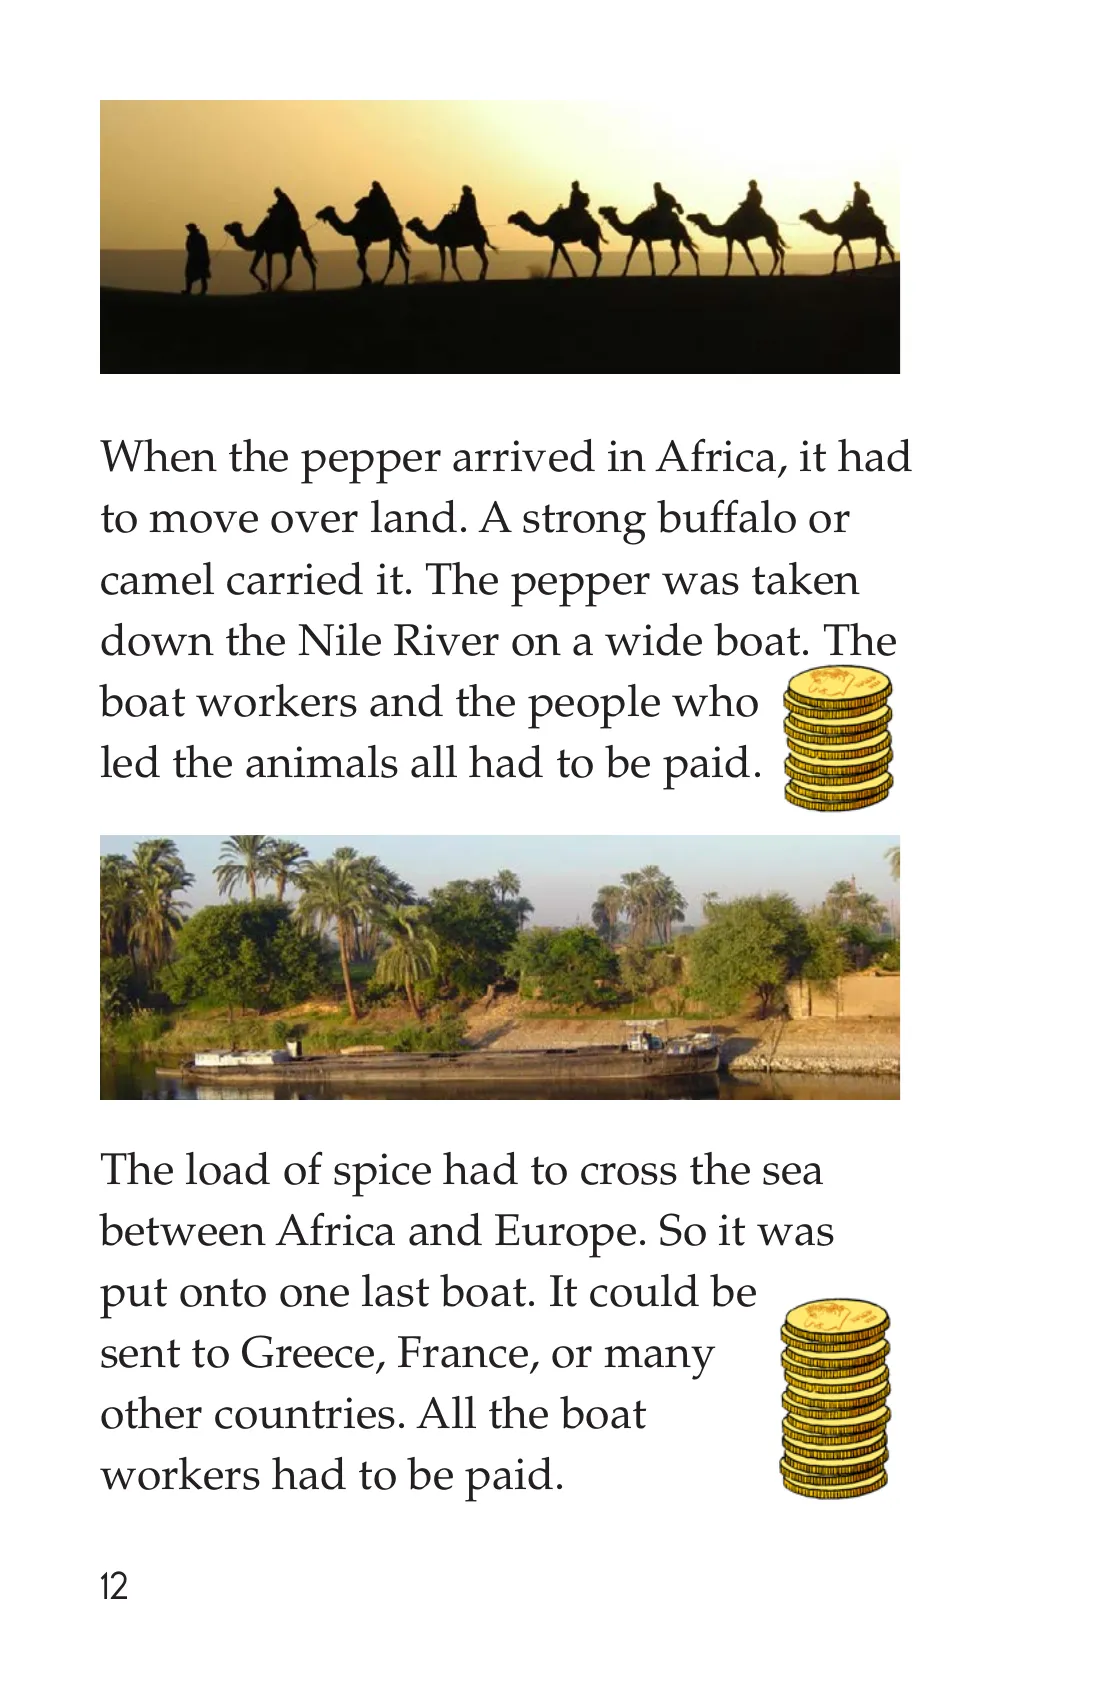 When the pepper arrived in Africa, it had
to move over land. A strong buffalo or
camel carried it. The pepper was taken
down the Nile River on a wide boat. The
boat workers and the people who
led the animals all had to be paid.
The load of spice had to cross the sea
between Africa and Europe. So it was
put onto one last boat. It could be
sent to Greece, France, or many
other countries. All the boat
workers had to be paid.
12